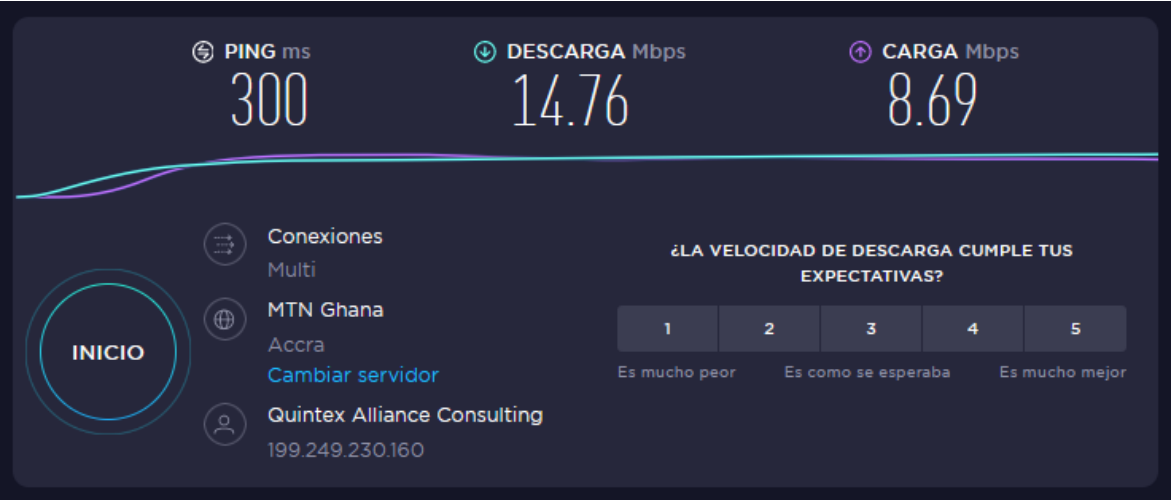 PING ms
DESCARGA Mbps
CARGA Mbps
300
14.76
8.69
INICIO
Conexiones
Multi
MTN Ghana
Accra
Cambiar servidor
Quintex Alliance Consulting
199.249.230.160
¿LA VELOCIDAD DE DESCARGA CUMPLE TUS
EXPECTATIVAS?
1 2 3 4 5
Es mucho peor Es como se esperaba Es mucho mejor